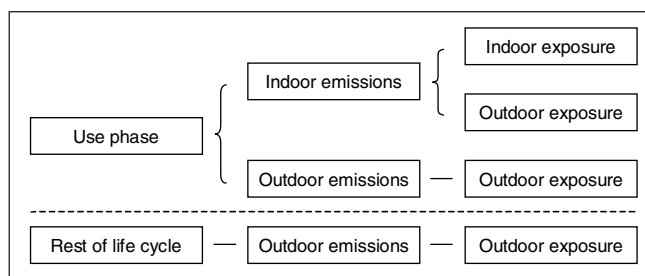 Indoor exposure
Indoor emissions
Outdoor exposure
Use phase
Outdoor emissions
Outdoor exposure
Rest of life cycle
Outdoor emissions
Outdoor exposure